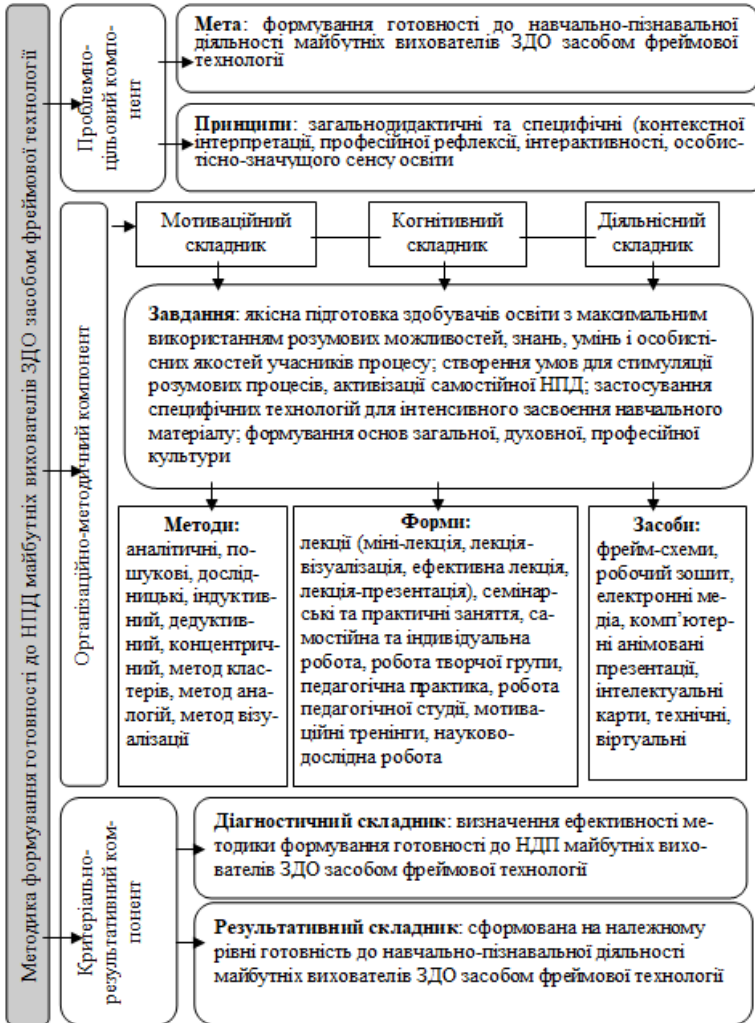 Методика формування готовності до НПД майбутніх вихователів ЗДО засобом фреймової технології
Проблемно-
цільовий компо-
нент
Мета: формування готовності до навчально-пізнавальної
діяльності майбутніх вихователів ЗДО засобом фреймової
технології
Принципи: загальнодидактичні та специфічні (контекстної
інтерпретації, професійної рефлексії, інтерактивності, особис-
тісно-значущого сенсу освіти
Організаційно-методичний компонент
Мотиваційний
складник
Когнітивний
складник
Діяльнісний
складник
Завдання: якісна підготовка здобувачів освіти з максимальним
використанням розумових можливостей, знань, умінь і особисті-
сних якостей учасників процесу; створення умов для стимуляції
розумових процесів, активізації самостійної НПД; застосування
специфічних технологій для інтенсивного засвоєння навчального
матеріалу; формування основ загальної, духовної, професійної
культури
Методи:
аналітичні, по-
шукові, дослід-
ницькі, індуктив-
ний, дедуктив-
ний, концентрич-
ний, метод клас-
терів, метод ана-
логій, метод візу-
алізації
Форми:
лекції (міні-лекція, лекція-
візуалізація, ефективна лекція,
лекція-презентація), семінар-
ські та практичні заняття, са-
мостійна та індивідуальна
робота, робота творчої групи,
педагогічна практика, робота
педагогічної студії, мотива-
ційні тренінги, науково-
дослідна робота
Засоби:
фрейм-схеми,
робочий зошит,
електронні ме-
діа, комп’ютер-
ні анімовані
презентації,
інтелектуальні
карти, технічні,
віртуальні
Критеріально-
результативний ком-
понент
Діагностичний складник: визначення ефективності ме-
тодики формування готовності до НДП майбутніх вихо-
вателів ЗДО засобом фреймової технології
Результативний складник: сформована на належному
рівні готовність до навчально-пізнавальної діяльності
майбутніх вихователів ЗДО засобом фреймової технології